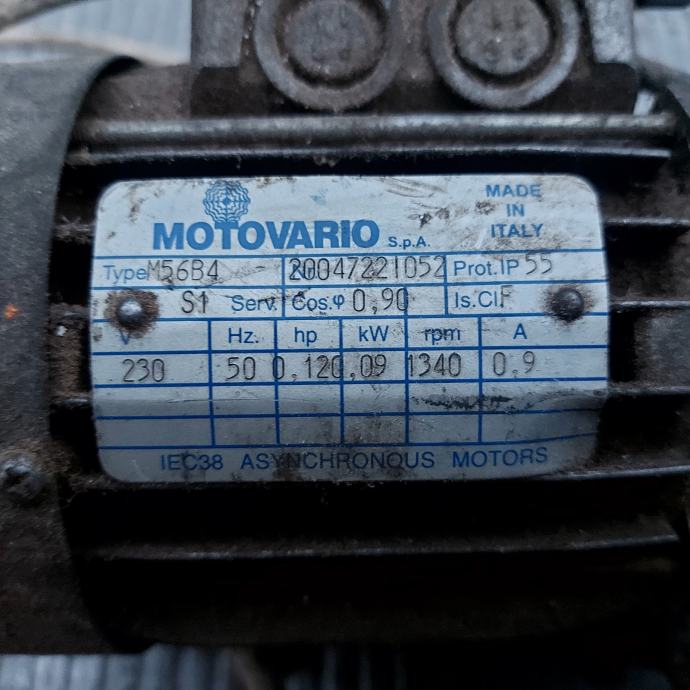 MADE
IN
ITALY
MOTOVARIO S.p.A.
Type M56B4 20047221052 Prot.IP 55
S1 Serv. Cos.φ 0,90 Is.Cl F
V Hz. hp kW rpm A
230 50 0,12 0,09 1340 0,9
IEC38 ASYNCHRONOUS MOTORS